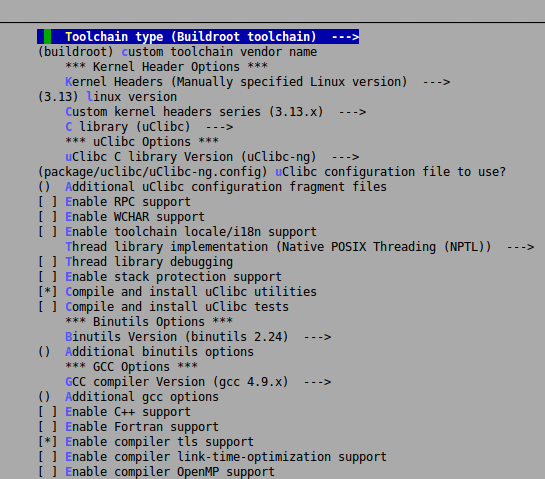 Toolchain type (Buildroot toolchain)  --->
(buildroot) custom toolchain vendor name
*** Kernel Header Options ***
Kernel Headers (Manually specified Linux version)  --->
(3.13) linux version
Custom kernel headers series (3.13.x)  --->
C library (uClibc)  --->
*** uClibc Options ***
uClibc C library Version (uClibc-ng)  --->
(package/uclibc/uClibc-ng.config) uClibc configuration file to use?
()  Additional uClibc configuration fragment files
[ ] Enable RPC support
[ ] Enable WCHAR support
[ ] Enable toolchain locale/i18n support
Thread library implementation (Native POSIX Threading (NPTL))  --->
[ ] Thread library debugging
[ ] Enable stack protection support
[*] Compile and install uClibc utilities
[ ] Compile and install uClibc tests
*** Binutils Options ***
Binutils Version (binutils 2.24)  --->
()  Additional binutils options
*** GCC Options ***
GCC compiler Version (gcc 4.9.x)  --->
()  Additional gcc options
[ ] Enable C++ support
[ ] Enable Fortran support
[*] Enable compiler tls support
[ ] Enable compiler link-time-optimization support
[ ] Enable compiler OpenMP support